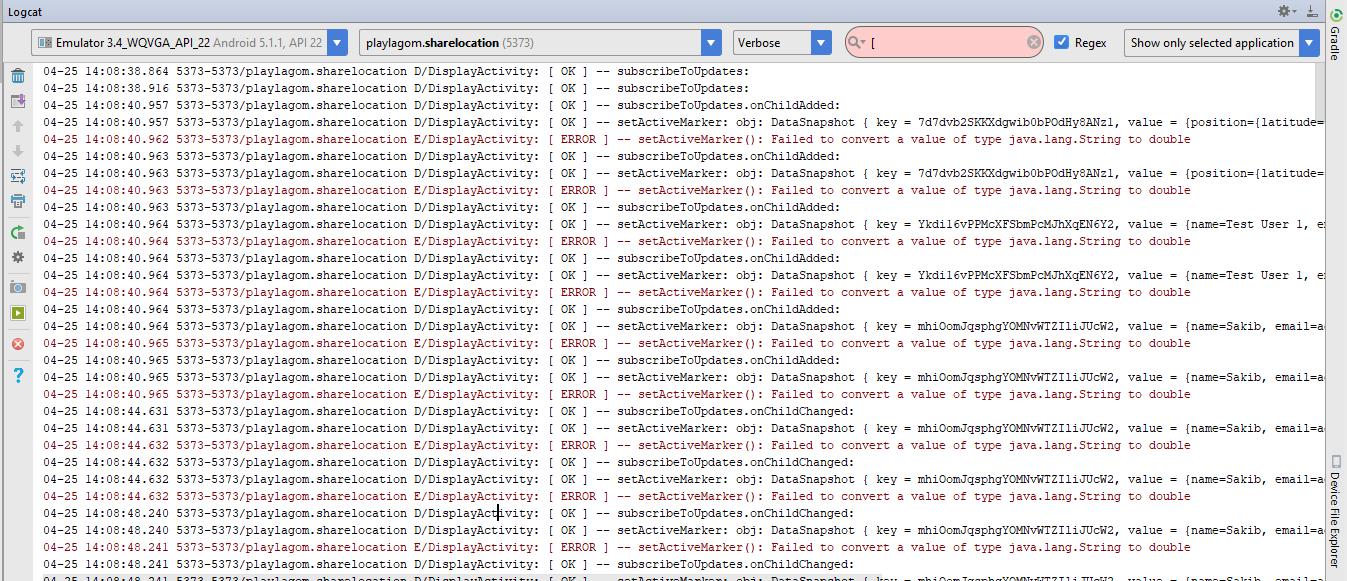 Logcat
Emulator 3.4_WQVGA_API_22 Android 5.1.1, API 22
playlagom.sharelocation (5373)
Verbose
[
Regex
Show only selected application
04-25 14:08:38.864 5373-5373/playlagom.sharelocation D/DisplayActivity: [ OK ] -- subscribeToUpdates:
04-25 14:08:38.916 5373-5373/playlagom.sharelocation D/DisplayActivity: [ OK ] -- subscribeToUpdates:
04-25 14:08:40.957 5373-5373/playlagom.sharelocation D/DisplayActivity: [ OK ] -- subscribeToUpdates.onChildAdded:
04-25 14:08:40.957 5373-5373/playlagom.sharelocation D/DisplayActivity: [ OK ] -- setActiveMarker: obj: DataSnapshot { key = 7d7dvb2SKKXdgwib0bPOdHy8ANz1, value = {position={latitude=
04-25 14:08:40.962 5373-5373/playlagom.sharelocation E/DisplayActivity: [ ERROR ] -- setActiveMarker(): Failed to convert a value of type java.lang.String to double
04-25 14:08:40.963 5373-5373/playlagom.sharelocation D/DisplayActivity: [ OK ] -- subscribeToUpdates.onChildAdded:
04-25 14:08:40.963 5373-5373/playlagom.sharelocation D/DisplayActivity: [ OK ] -- setActiveMarker: obj: DataSnapshot { key = 7d7dvb2SKKXdgwib0bPOdHy8ANz1, value = {position={latitude=
04-25 14:08:40.963 5373-5373/playlagom.sharelocation E/DisplayActivity: [ ERROR ] -- setActiveMarker(): Failed to convert a value of type java.lang.String to double
04-25 14:08:40.963 5373-5373/playlagom.sharelocation D/DisplayActivity: [ OK ] -- subscribeToUpdates.onChildAdded:
04-25 14:08:40.964 5373-5373/playlagom.sharelocation D/DisplayActivity: [ OK ] -- setActiveMarker: obj: DataSnapshot { key = Ykdil6vPPMcXFSbmPcMJhXqEN6Y2, value = {name=Test User 1, e
04-25 14:08:40.964 5373-5373/playlagom.sharelocation E/DisplayActivity: [ ERROR ] -- setActiveMarker(): Failed to convert a value of type java.lang.String to double
04-25 14:08:40.964 5373-5373/playlagom.sharelocation D/DisplayActivity: [ OK ] -- subscribeToUpdates.onChildAdded:
04-25 14:08:40.964 5373-5373/playlagom.sharelocation D/DisplayActivity: [ OK ] -- setActiveMarker: obj: DataSnapshot { key = Ykdil6vPPMcXFSbmPcMJhXqEN6Y2, value = {name=Test User 1, e
04-25 14:08:40.964 5373-5373/playlagom.sharelocation E/DisplayActivity: [ ERROR ] -- setActiveMarker(): Failed to convert a value of type java.lang.String to double
04-25 14:08:40.964 5373-5373/playlagom.sharelocation D/DisplayActivity: [ OK ] -- subscribeToUpdates.onChildAdded:
04-25 14:08:40.964 5373-5373/playlagom.sharelocation D/DisplayActivity: [ OK ] -- setActiveMarker: obj: DataSnapshot { key = mhiOomJqsphgYOMNvWTZIliJUcW2, value = {name=Sakib, email=a
04-25 14:08:40.965 5373-5373/playlagom.sharelocation E/DisplayActivity: [ ERROR ] -- setActiveMarker(): Failed to convert a value of type java.lang.String to double
04-25 14:08:40.965 5373-5373/playlagom.sharelocation D/DisplayActivity: [ OK ] -- subscribeToUpdates.onChildAdded:
04-25 14:08:40.965 5373-5373/playlagom.sharelocation D/DisplayActivity: [ OK ] -- setActiveMarker: obj: DataSnapshot { key = mhiOomJqsphgYOMNvWTZIliJUcW2, value = {name=Sakib, email=a
04-25 14:08:40.965 5373-5373/playlagom.sharelocation E/DisplayActivity: [ ERROR ] -- setActiveMarker(): Failed to convert a value of type java.lang.String to double
04-25 14:08:44.631 5373-5373/playlagom.sharelocation D/DisplayActivity: [ OK ] -- subscribeToUpdates.onChildChanged:
04-25 14:08:44.631 5373-5373/playlagom.sharelocation D/DisplayActivity: [ OK ] -- setActiveMarker: obj: DataSnapshot { key = mhiOomJqsphgYOMNvWTZIliJUcW2, value = {name=Sakib, email=a
04-25 14:08:44.632 5373-5373/playlagom.sharelocation E/DisplayActivity: [ ERROR ] -- setActiveMarker(): Failed to convert a value of type java.lang.String to double
04-25 14:08:44.632 5373-5373/playlagom.sharelocation D/DisplayActivity: [ OK ] -- subscribeToUpdates.onChildChanged:
04-25 14:08:44.632 5373-5373/playlagom.sharelocation D/DisplayActivity: [ OK ] -- setActiveMarker: obj: DataSnapshot { key = mhiOomJqsphgYOMNvWTZIliJUcW2, value = {name=Sakib, email=a
04-25 14:08:44.632 5373-5373/playlagom.sharelocation E/DisplayActivity: [ ERROR ] -- setActiveMarker(): Failed to convert a value of type java.lang.String to double
04-25 14:08:48.240 5373-5373/playlagom.sharelocation D/DisplayActivity: [ OK ] -- subscribeToUpdates.onChildChanged:
04-25 14:08:48.241 5373-5373/playlagom.sharelocation D/DisplayActivity: [ OK ] -- setActiveMarker: obj: DataSnapshot { key = mhiOomJqsphgYOMNvWTZIliJUcW2, value = {name=Sakib, email=a
04-25 14:08:48.241 5373-5373/playlagom.sharelocation E/DisplayActivity: [ ERROR ] -- setActiveMarker(): Failed to convert a value of type java.lang.String to double
04-25 14:08:48.241 5373-5373/playlagom.sharelocation D/DisplayActivity: [ OK ] -- subscribeToUpdates.onChildChanged:
Gradle
Device File Explorer